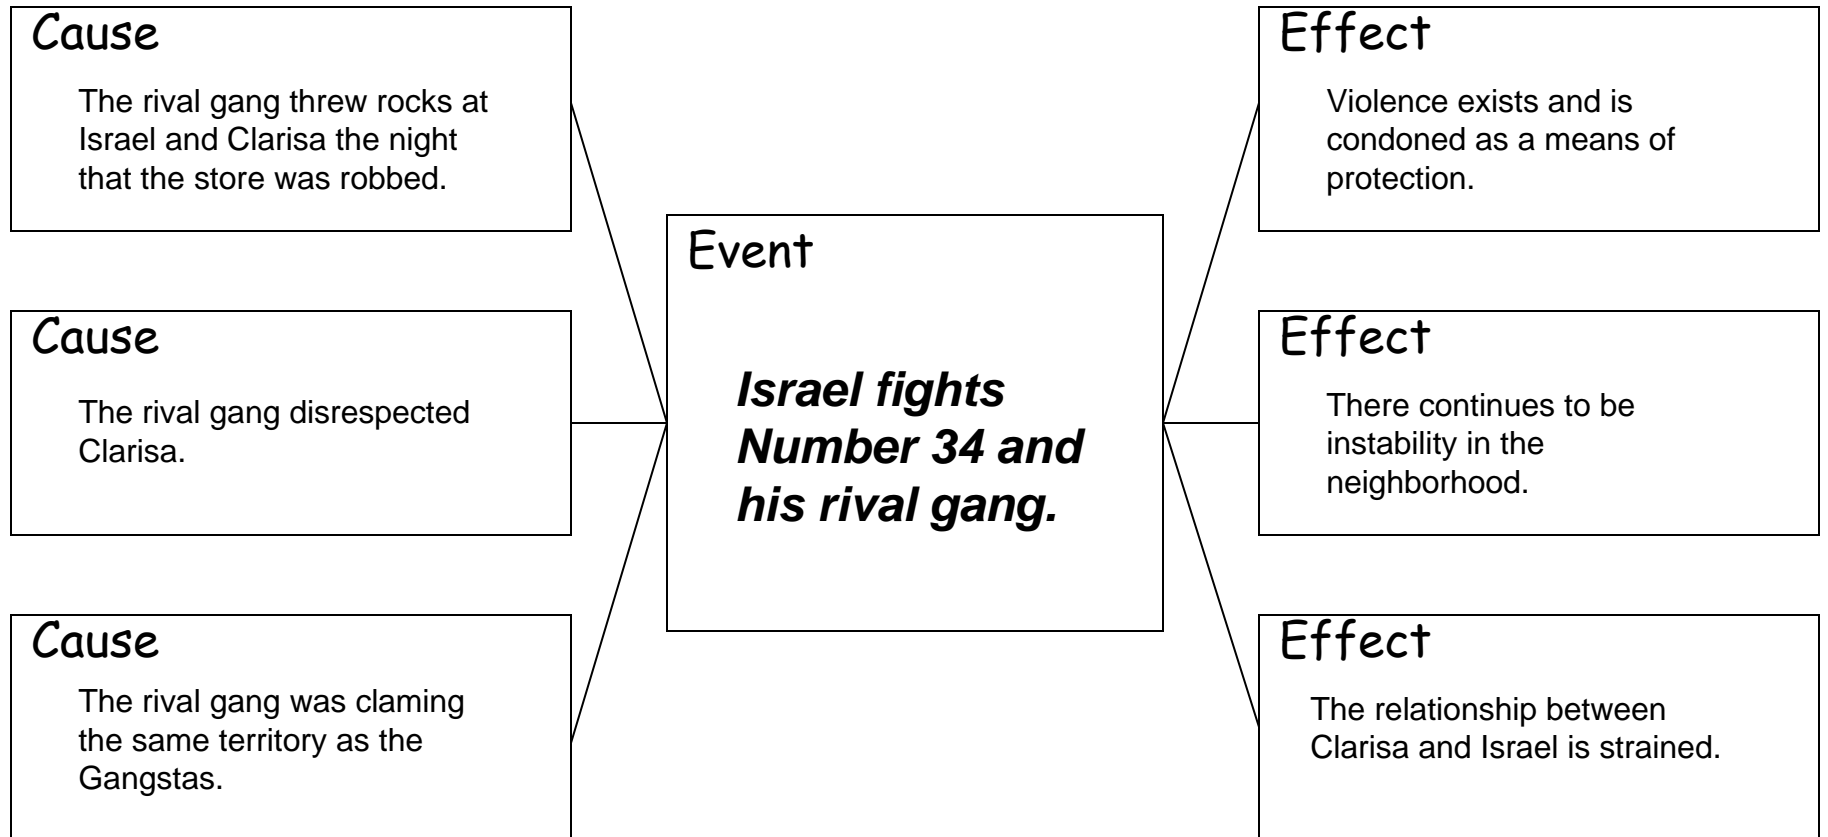 Cause
The rival gang threw rocks at
Israel and Clarisa the night
that the store was robbed.
Cause
The rival gang disrespected
Clarisa.
Cause
The rival gang was claming
the same territory as the
Gangstas.
Event
Israel fights
Number 34 and
his rival gang.
Effect
Violence exists and is
condoned as a means of
protection.
Effect
There continues to be
instability in the
neighborhood.
Effect
The relationship between
Clarisa and Israel is strained.